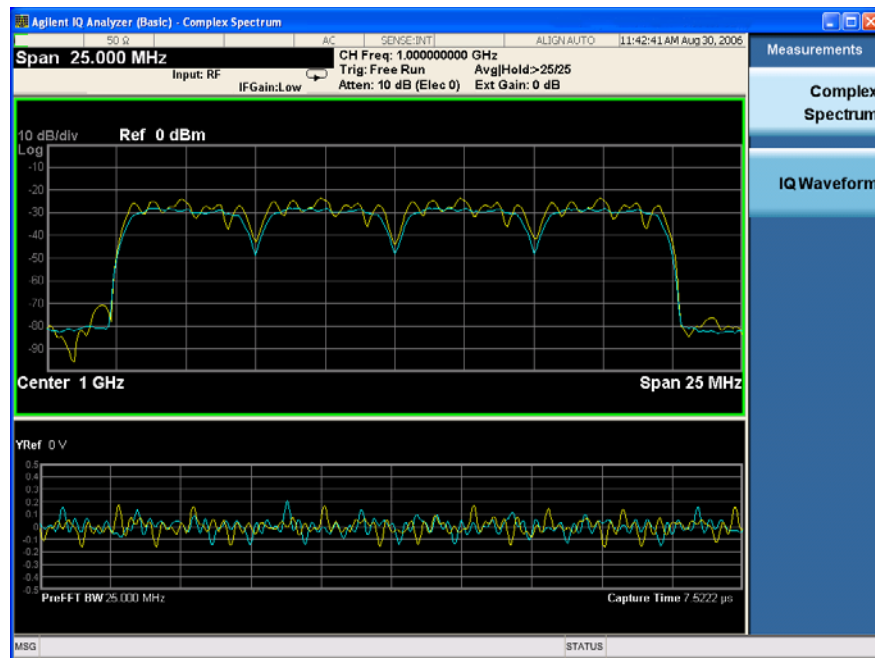 Agilent IQ Analyzer (Basic) - Complex Spectrum
50 Ω AC SENSE:INT ALIGN AUTO 11:42:41 AM Aug 30, 2006
Span 25.000 MHz
CH Freq: 1.000000000 GHz
Input: RF
Trig: Free Run Avg|Hold:>25/25
IFGain:Low
Atten: 10 dB (Elec 0) Ext Gain: 0 dB
Measurements
Complex
Spectrum
IQ Waveform
10 dB/div Ref 0 dBm
Log
-10
-20
-30
-40
-50
-60
-70
-80
-90
Center 1 GHz Span 25 MHz
YRef 0 V
0.5
0.4
0.3
0.2
0.1
0
-0.1
-0.2
-0.3
-0.4
-0.5
PreFFT BW 25.000 MHz Capture Time 7.5222 µs
MSG STATUS